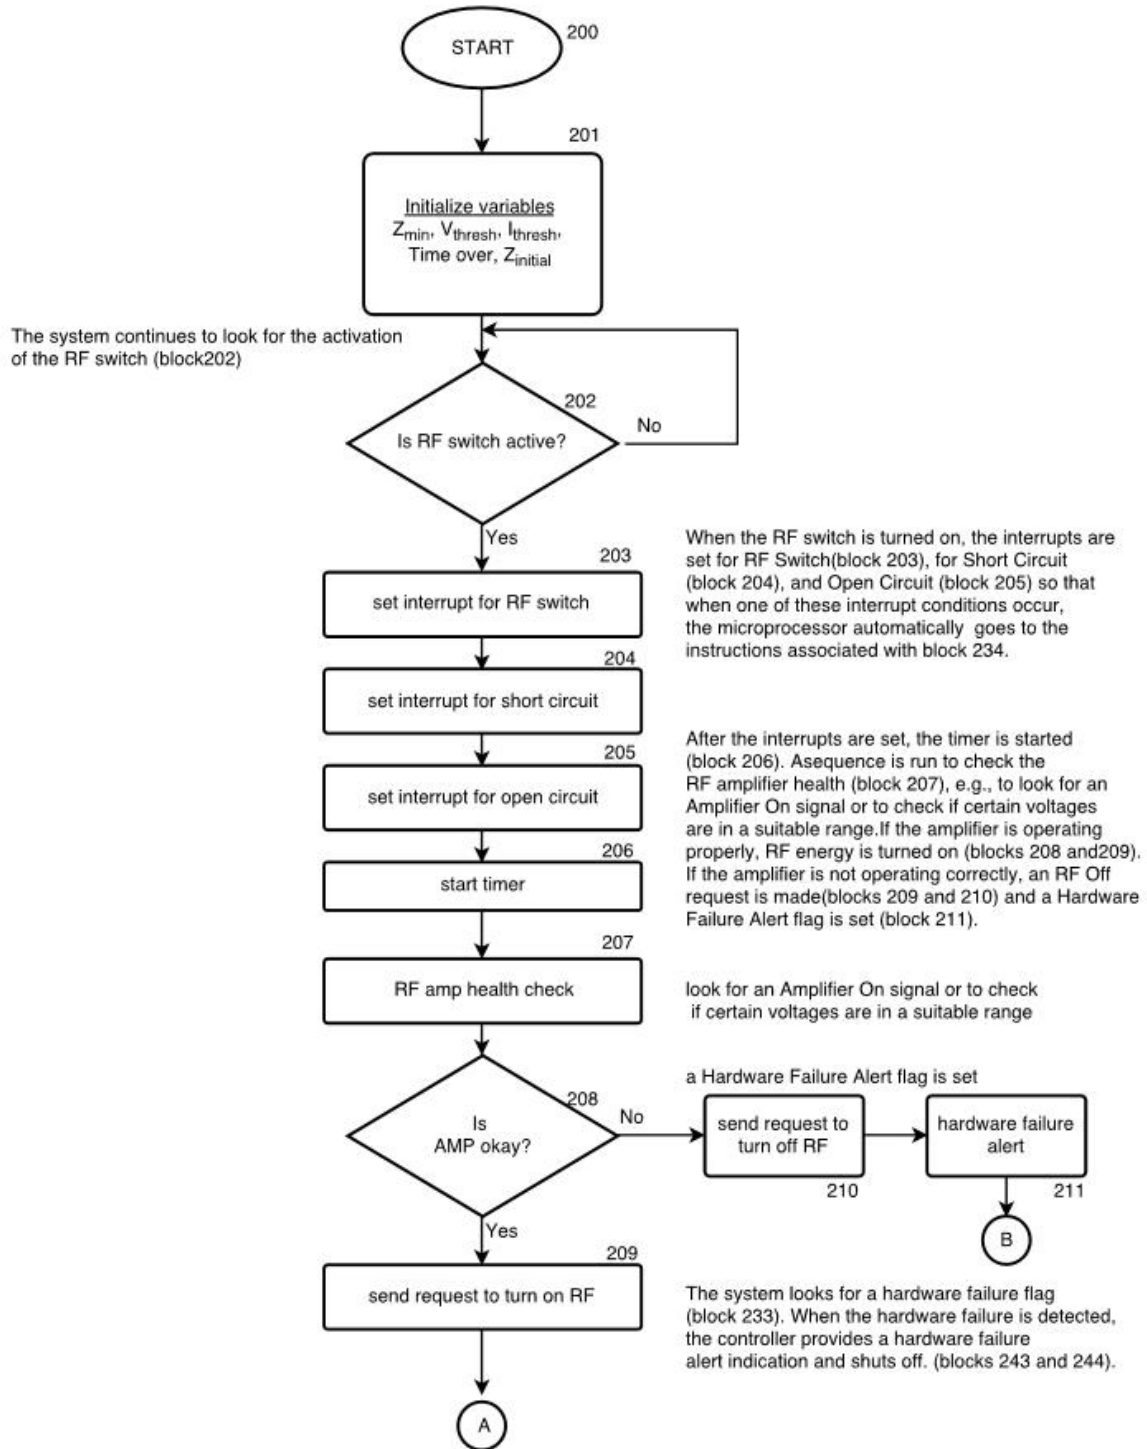 START
200
201
Initialize variables
Zmin, Vthresh, Ithresh,
Time over, Zinitial
The system continues to look for the activation
of the RF switch (block202)
202
Is RF switch active?
No
Yes
When the RF switch is turned on, the interrupts are
set for RF Switch(block 203), for Short Circuit
(block 204), and Open Circuit (block 205) so that
when one of these interrupt conditions occur,
the microprocessor automatically goes to the
instructions associated with block 234.
203
set interrupt for RF switch
204
set interrupt for short circuit
205
set interrupt for open circuit
After the interrupts are set, the timer is started
(block 206). Asequence is run to check the
RF amplifier health (block 207), e.g., to look for an
Amplifier On signal or to check if certain voltages
are in a suitable range.If the amplifier is operating
properly, RF energy is turned on (blocks 208 and209).
If the amplifier is not operating correctly, an RF Off
request is made(blocks 209 and 210) and a Hardware
Failure Alert flag is set (block 211).
206
start timer
207
RF amp health check
look for an Amplifier On signal or to check
if certain voltages are in a suitable range
a Hardware Failure Alert flag is set
208
Is
AMP okay?
No
send request to
turn off RF
210
hardware failure
alert
211
B
Yes
209
send request to turn on RF
The system looks for a hardware failure flag
(block 233). When the hardware failure is detected,
the controller provides a hardware failure
alert indication and shuts off. (blocks 243 and 244).
A